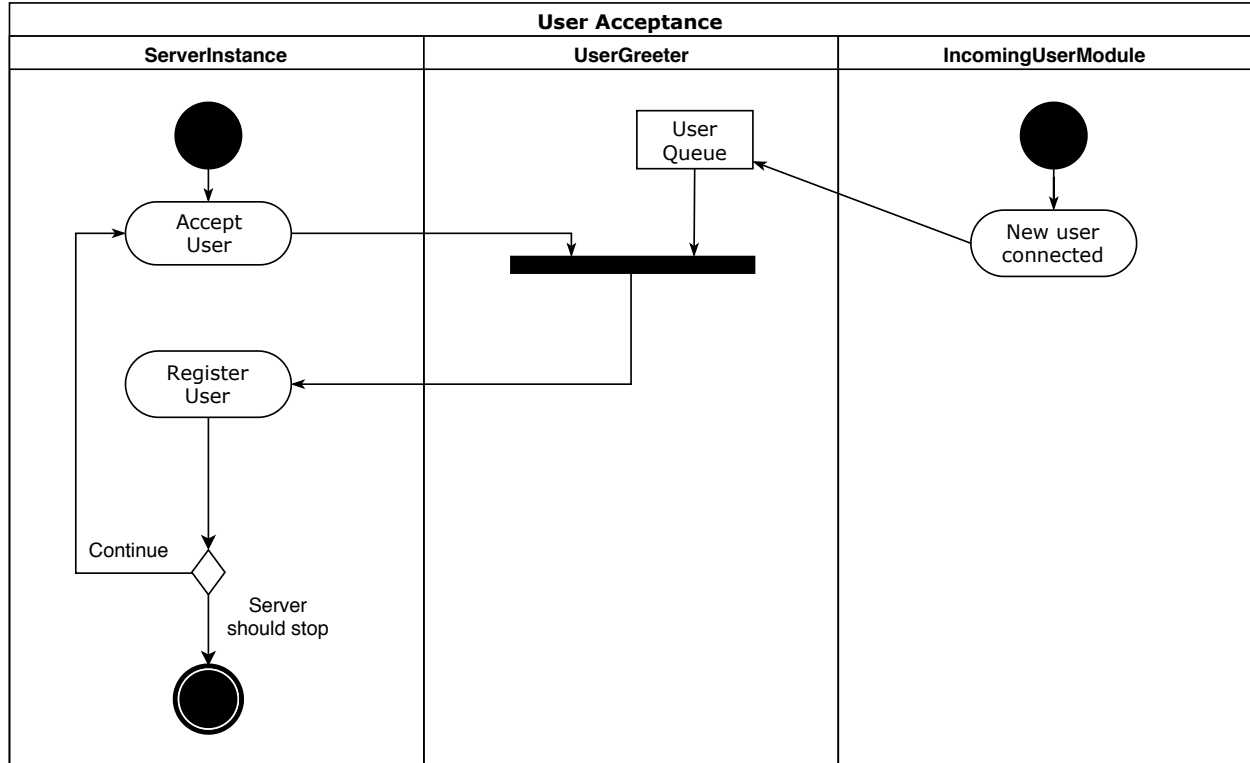 User Acceptance
ServerInstance
UserGreeter
IncomingUserModule
User
Queue
Accept
User
New user
connected
Register
User
Continue
Server
should stop